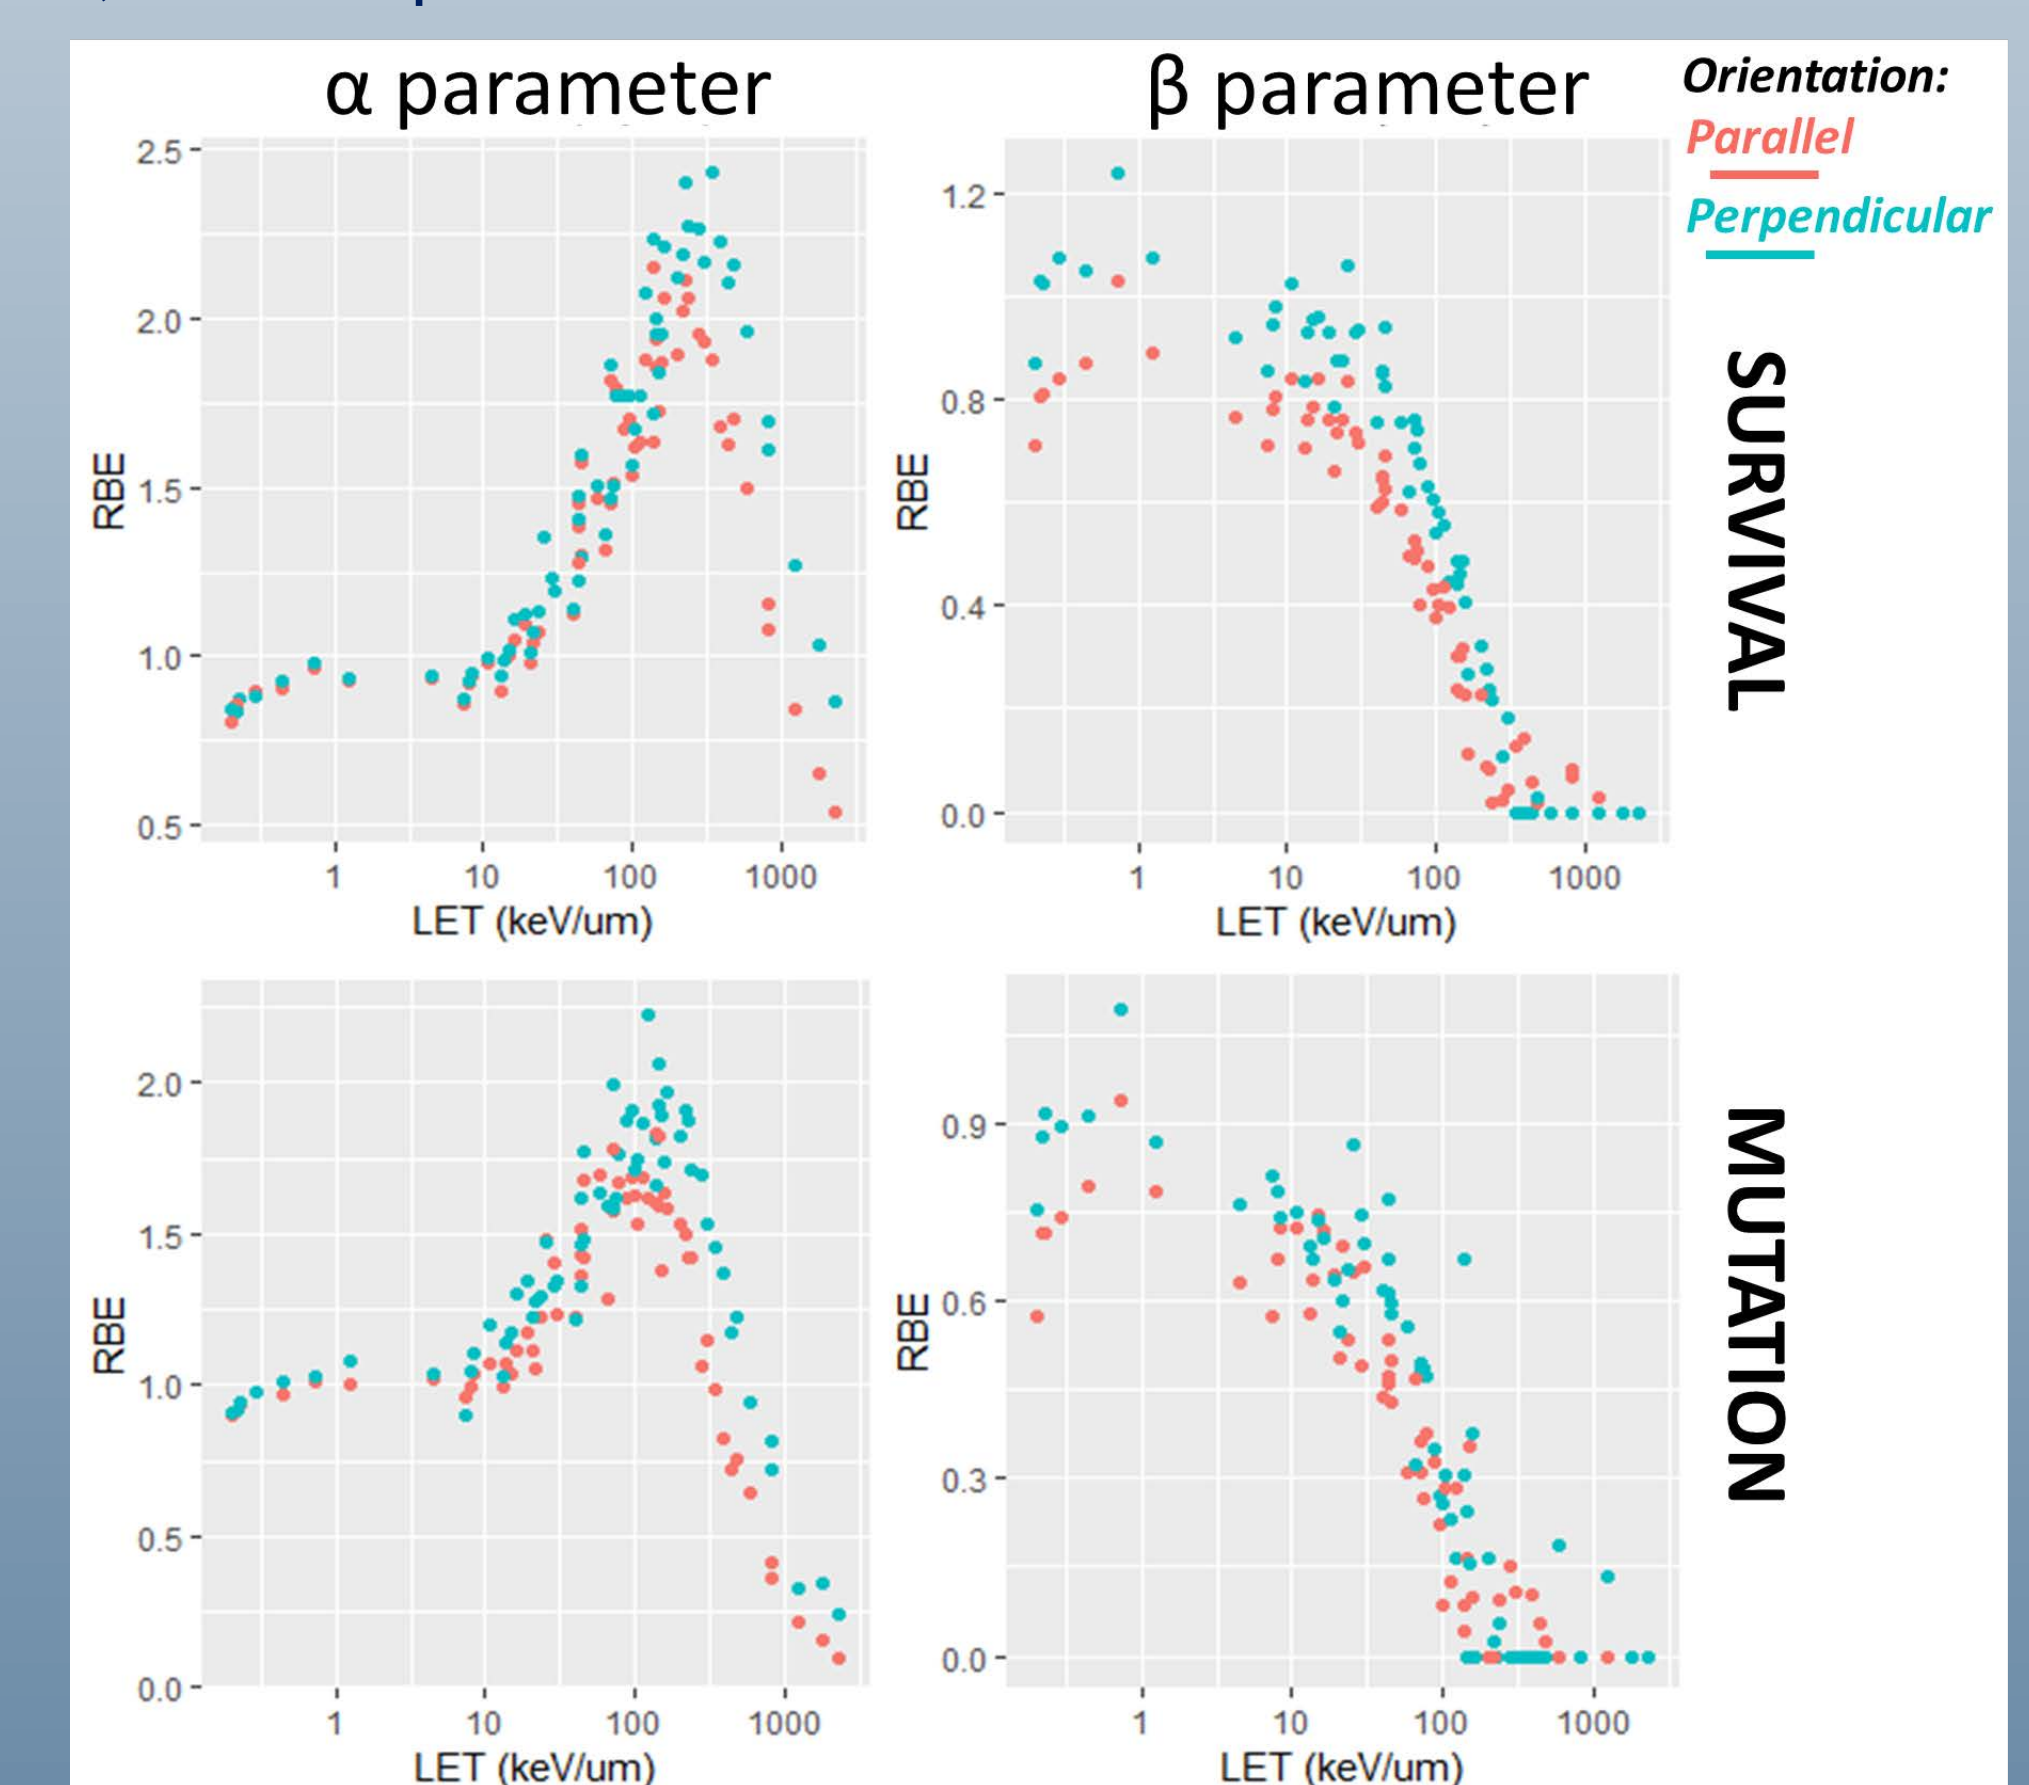 α parameter
β parameter
Orientation:
Parallel
Perpendicular
2.5
2.0
1.5
1.0
0.5
RBE
1
10
100
1000
LET (keV/um)
1.2
0.8
0.4
0.0
RBE
1
10
100
1000
LET (keV/um)
SURVIVAL
2.0
1.5
1.0
0.5
0.0
RBE
1
10
100
1000
LET (keV/um)
0.9
0.6
0.3
0.0
RBE
1
10
100
1000
LET (keV/um)
MUTATION